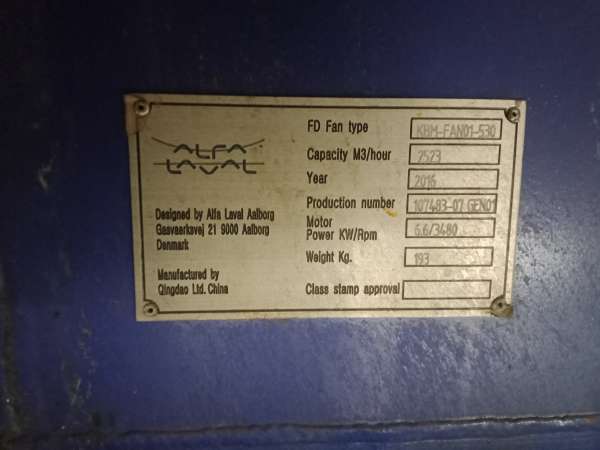 ALFA
LAVAL
Designed by Alfa Laval Aalborg
Gasvaerksvej 21 9000 Aalborg
Denmark
Manufactured by
Qingdao Ltd. China
FD Fan type KBM-FAN01-530
Capacity M3/hour 2523
Year 2016
Production number 107483-07 GEN01
Motor
Power KW/Rpm 6.6/3480
Weight Kg. 193
Class stamp approval